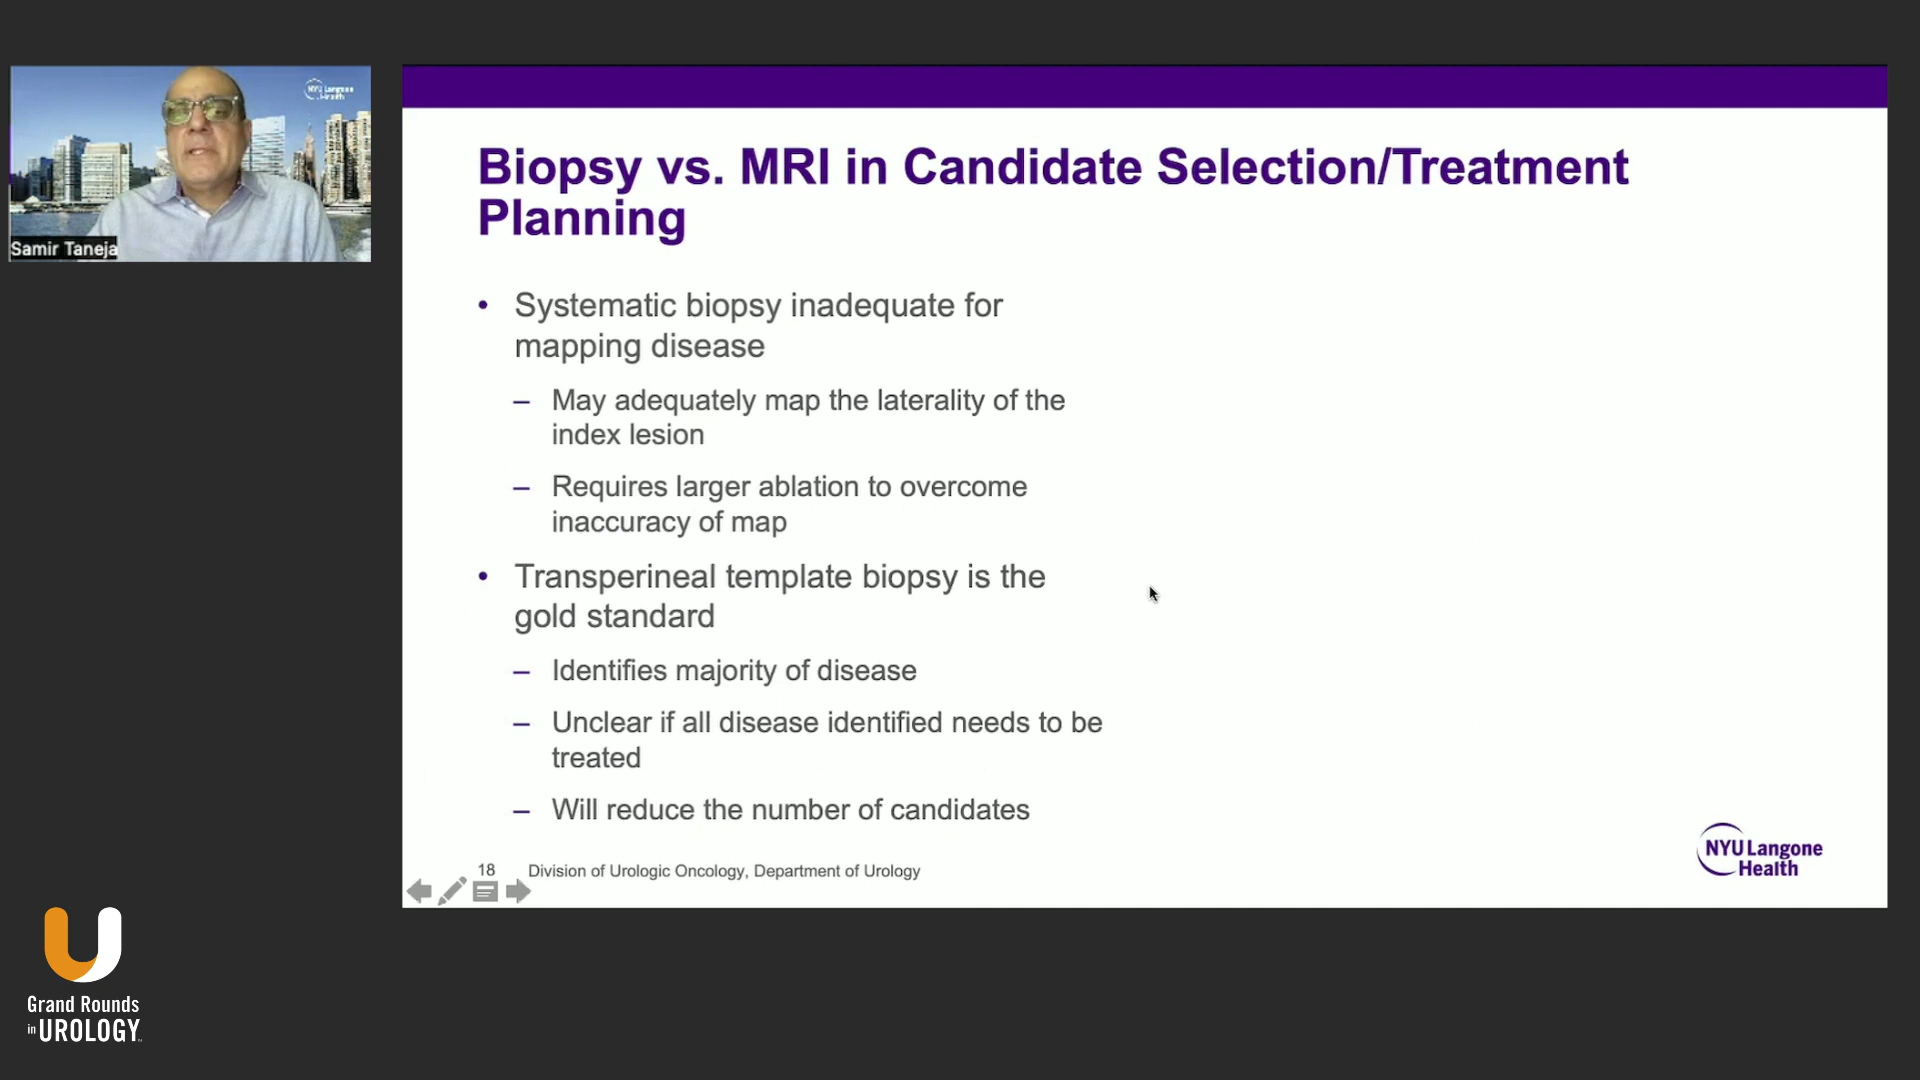 NYU Langone
Health
Samir Taneja
Biopsy vs. MRI in Candidate Selection/Treatment
Planning
• Systematic biopsy inadequate for
mapping disease
– May adequately map the laterality of the
index lesion
– Requires larger ablation to overcome
inaccuracy of map
• Transperineal template biopsy is the
gold standard
– Identifies majority of disease
– Unclear if all disease identified needs to be
treated
– Will reduce the number of candidates
18 Division of Urologic Oncology, Department of Urology
NYU Langone
Health
Grand Rounds
in UROLOGY